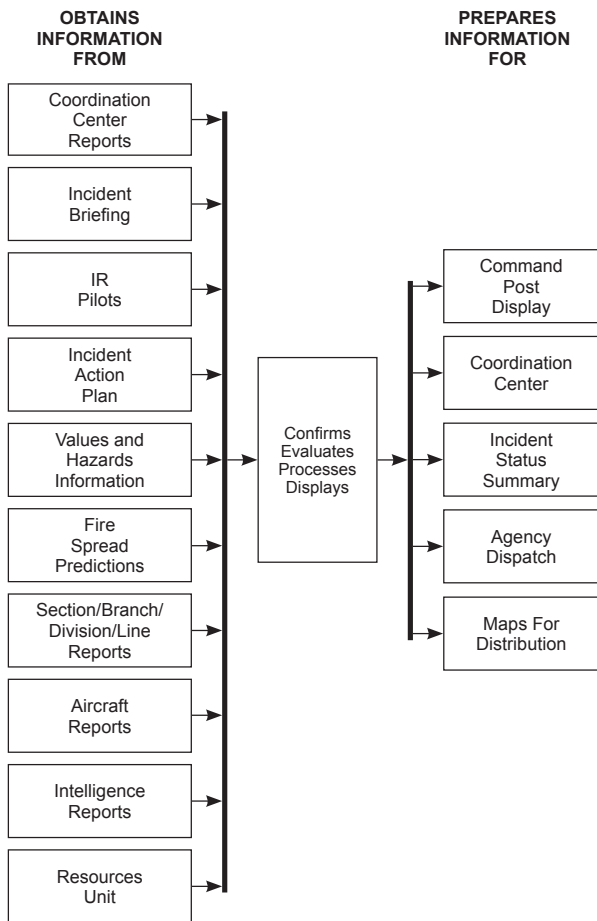 OBTAINS
INFORMATION
FROM
Coordination
Center
Reports
Incident
Briefing
IR
Pilots
Incident
Action
Plan
Values and
Hazards
Information
Fire
Spread
Predictions
Section/Branch/
Division/Line
Reports
Aircraft
Reports
Intelligence
Reports
Resources
Unit
Confirms
Evaluates
Processes
Displays
PREPARES
INFORMATION
FOR
Command
Post
Display
Coordination
Center
Incident
Status
Summary
Agency
Dispatch
Maps For
Distribution